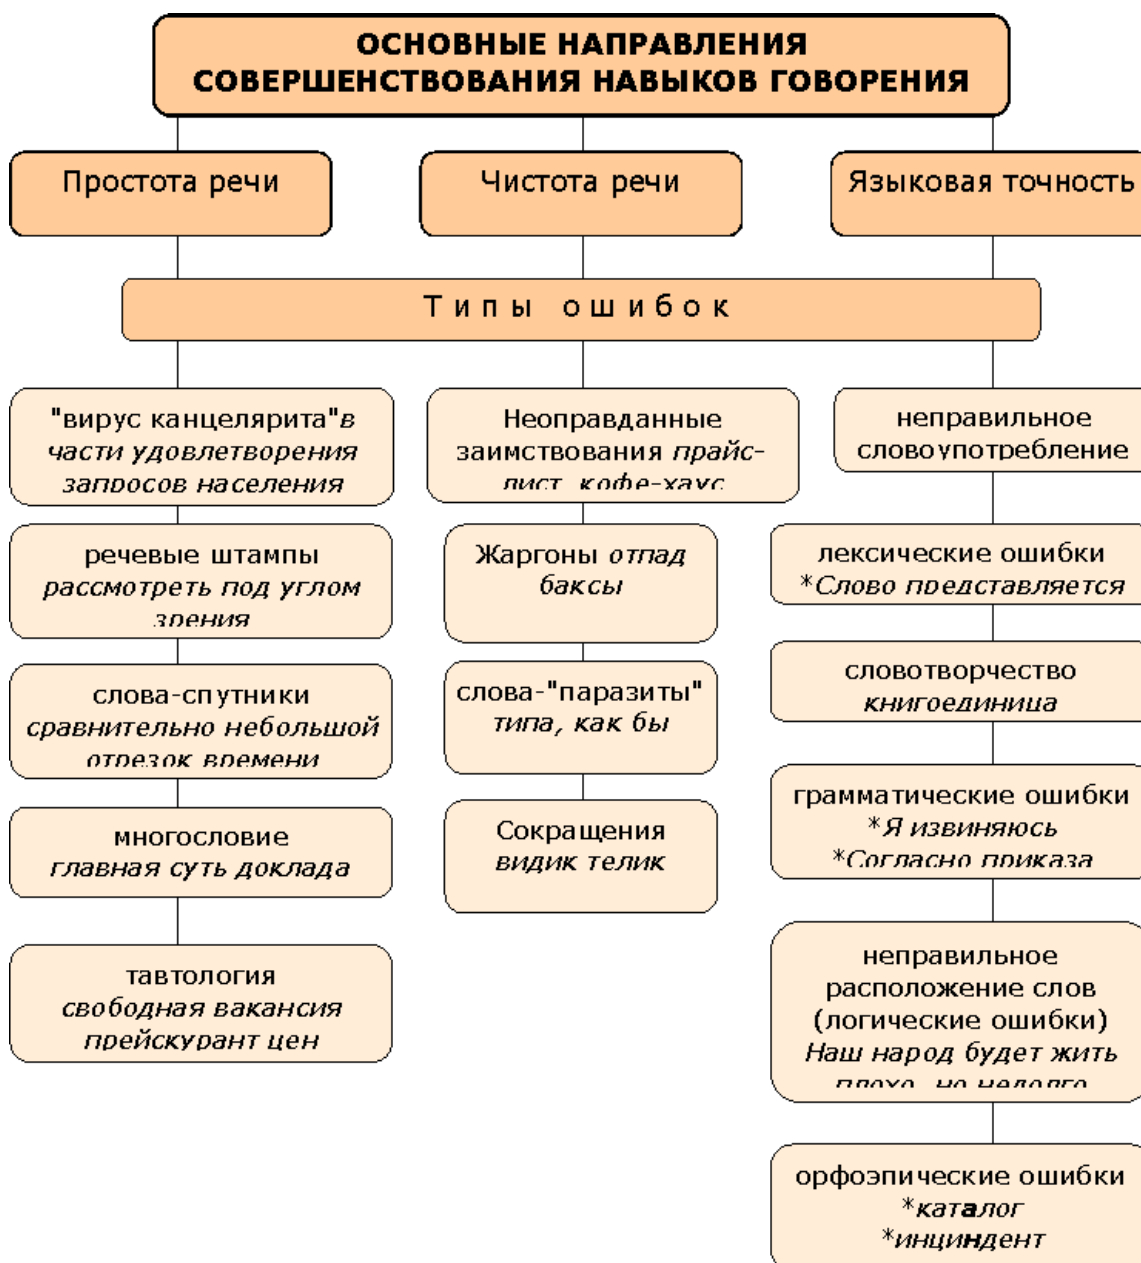 ОСНОВНЫЕ НАПРАВЛЕНИЯ
СОВЕРШЕНСТВОВАНИЯ НАВЫКОВ ГОВОРЕНИЯ
Простота речи
Чистота речи
Языковая точность
Типы ошибок
"вирус канцелярита"в
части удовлетворения
запросов населения
речевые штампы
рассмотреть под углом
зрения
слова-спутники
сравнительно небольшой
отрезок времени
многословие
главная суть доклада
тавтология
свободная вакансия
прейскурант цен
Неоправданные
заимствования прайс-
лист, кофе-хаус
Жаргоны отпад
баксы
слова-"паразиты"
типа, как бы
Сокращения
видик телик
неправильное
словоупотребление
лексические ошибки
*Слово представляется
словотворчество
книгоединица
грамматические ошибки
*Я извиняюсь
*Согласно приказа
неправильное
расположение слов
(логические ошибки)
Наш народ будет жить
плохо, но недолго
орфоэпические ошибки
*каталог
*инциндент